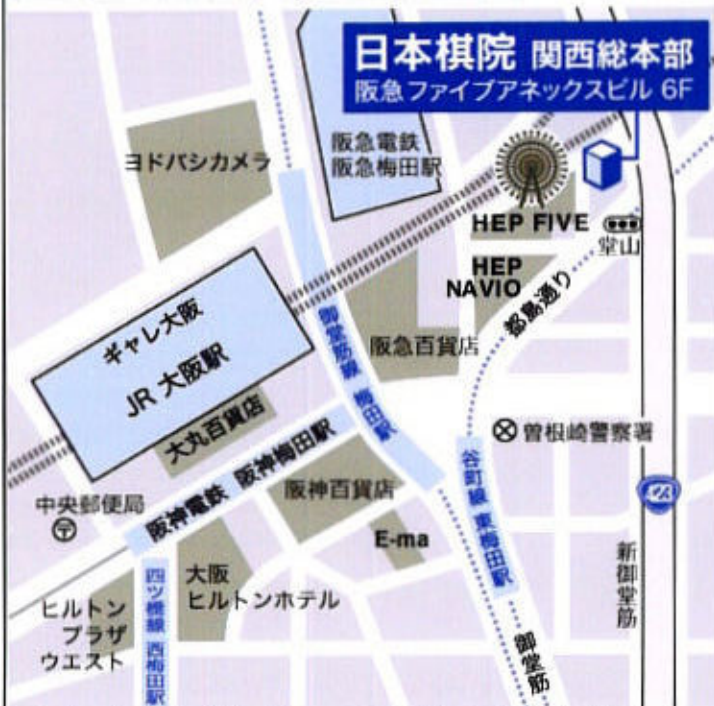 日本棋院 関西総本部
阪急ファイブアネックスビル 6F
阪急電鉄
阪急梅田駅
ヨドバシカメラ
HEP FIVE
堂山
HEP
NAVIO
都島通り
ギャレ大阪
JR 大阪駅
御堂筋線 梅田駅
阪急百貨店
大丸百貨店
曽根崎警察署
阪神電鉄 阪神梅田駅
阪神百貨店
谷町線 東梅田駅
423
中央郵便局
E-ma
新御堂筋
四ツ橋線 西梅田駅
大阪
ヒルトンホテル
ヒルトン
プラザ
ウエスト
御堂筋